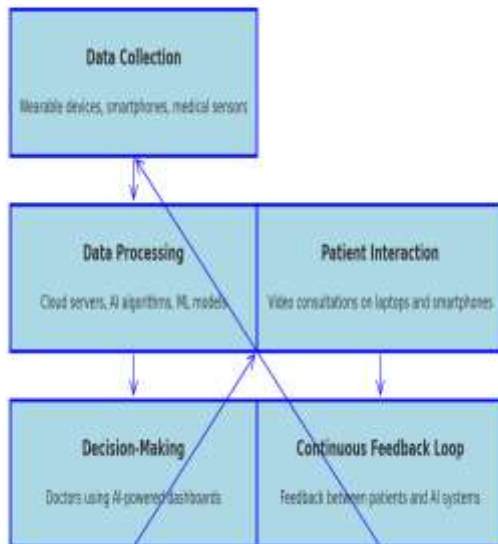 Data Collection
Wearable devices, smartphones, medical sensors
Data Processing
Cloud servers, AI algorithms, ML models
Patient Interaction
Video consultations on laptops and smartphones
Decision-Making
Doctors using AI-powered dashboards
Continuous Feedback Loop
Feedback between patients and AI systems